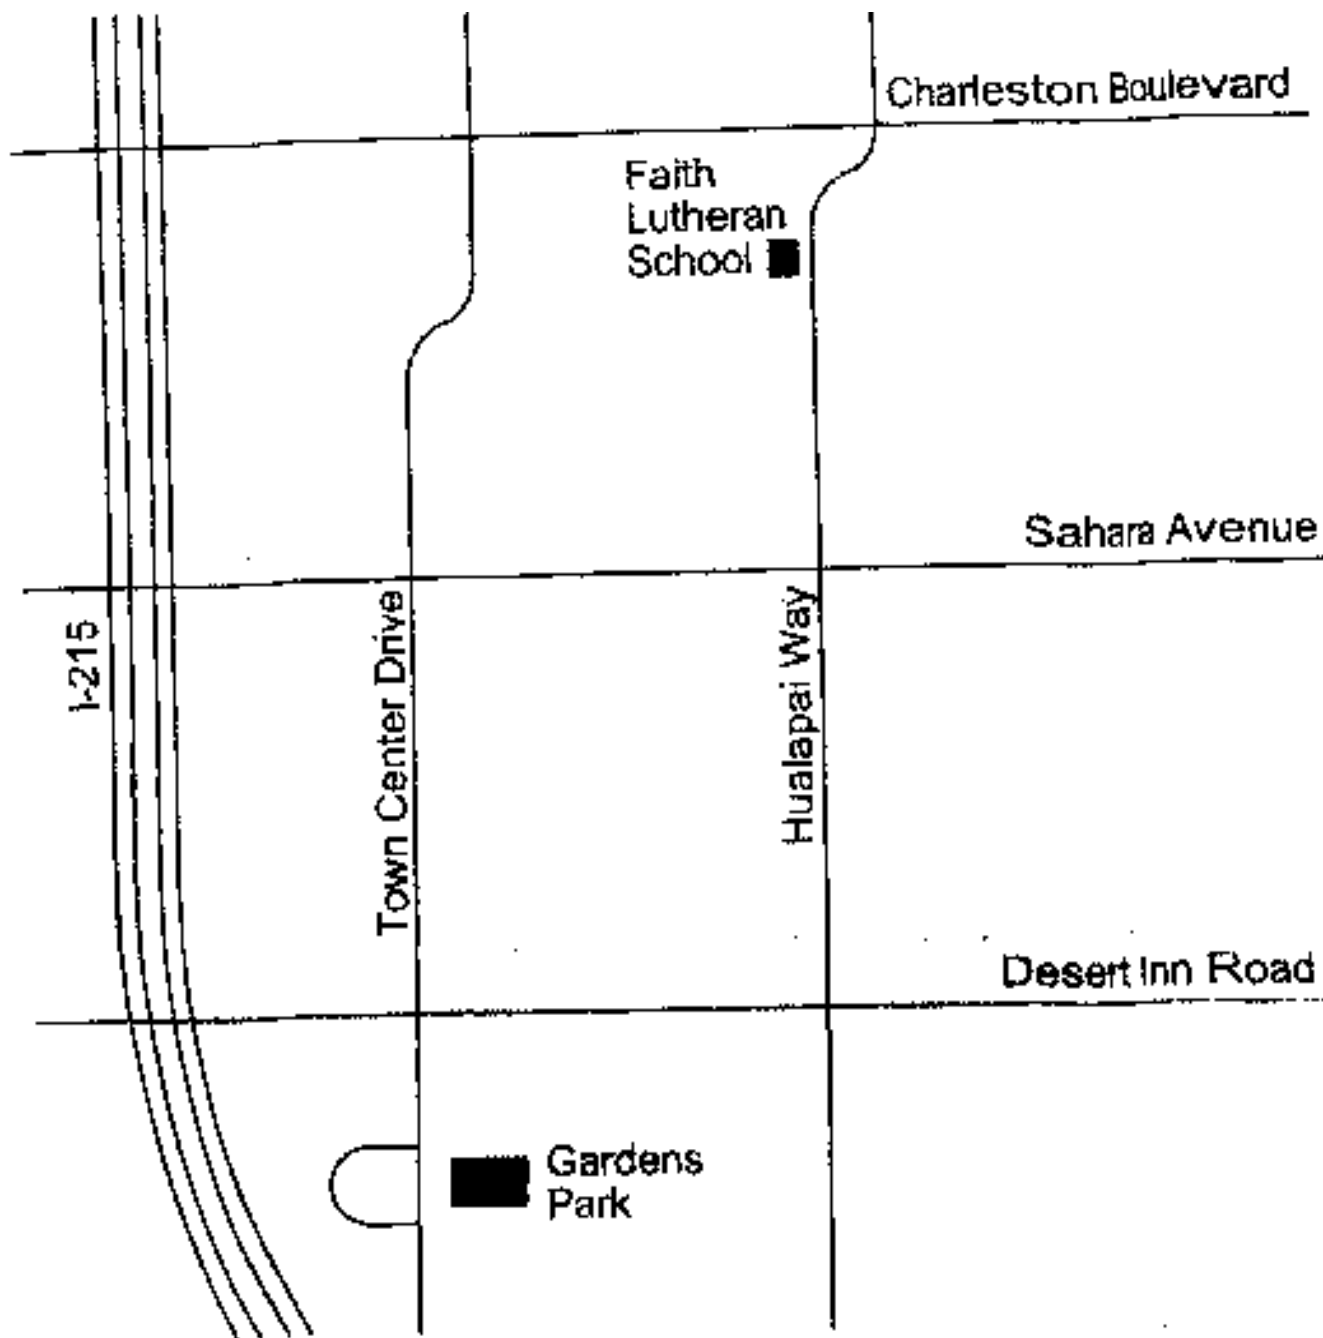 Charleston Boulevard
Faith
Lutheran
School
Sahara Avenue
I-215
Town Center Drive
Hualapai Way
Desert Inn Road
Gardens
Park